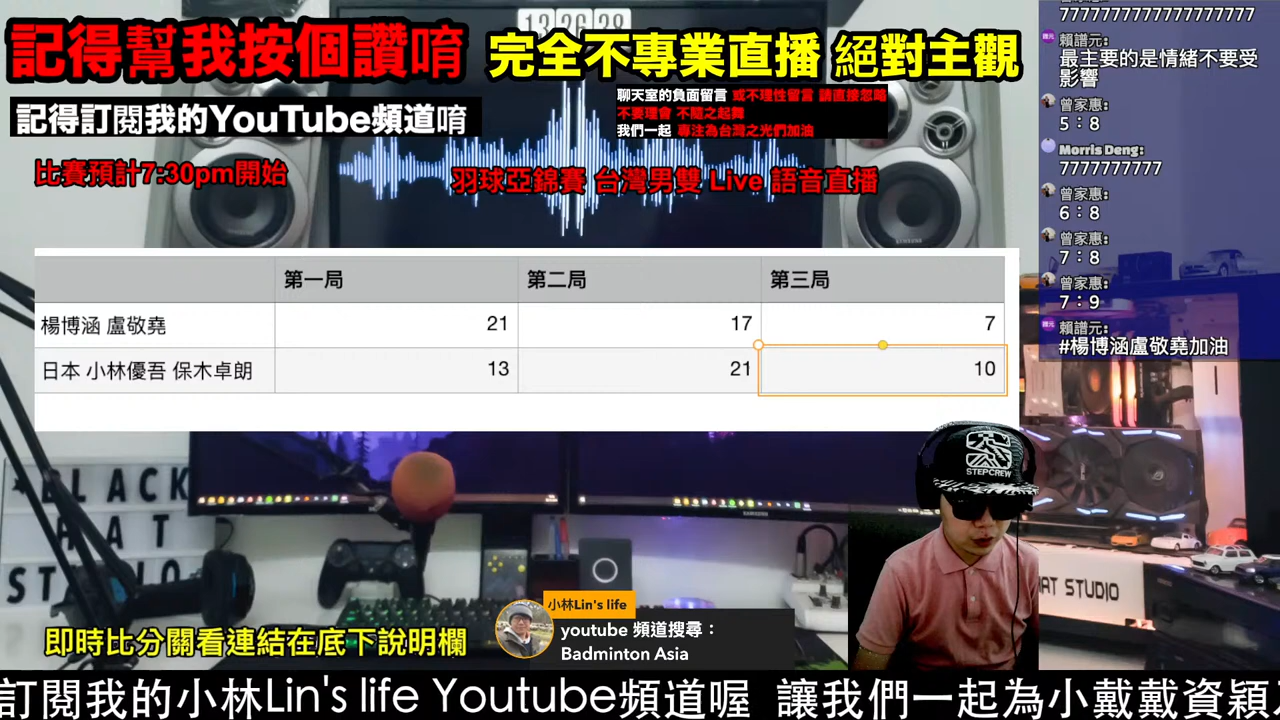 13 26 28
記得幫我按個讚唷
完全不專業直播 絕對主觀
記得訂閱我的YouTube頻道唷
聊天室的負面留言 或不理性留言 請直接忽略
不要理會 不隨之起舞
我們一起 專注為台灣之光們加油
比賽預計7:30pm開始
羽球亞錦賽 台灣男雙 Live 語音直播
第一局 第二局 第三局
楊博涵 盧敬堯 21 17 7
日本 小林優吾 保木卓朗 13 21 10
7777777777777777777
賴譜元:
最主要的是情緒不要受
影響
曾家惠:
5：8
Morris Deng:
7777777777
曾家惠:
6：8
曾家惠:
7：8
曾家惠:
7：9
賴譜元:
#楊博涵盧敬堯加油
STEPCREW
SAMSUNG
BLACK
HAT
STUDIO
HAT STUDIO
即時比分關看連結在底下說明欄
小林Lin's life
youtube 頻道搜尋：
Badminton Asia
訂閱我的小林Lin's life Youtube頻道喔 讓我們一起為小戴戴資穎